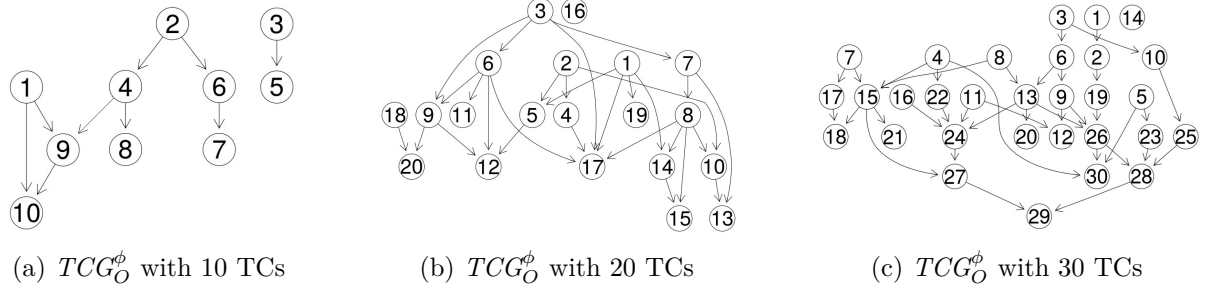 3 16
3 1 14
2 3
6 2 1 7
7 4 8 6 2 10
1 4 6 5
18 9 11 5 4 19 8
17 15 16 22 11 13 9 19 5
9 8 7
20 12 17 14 10
18 21 24 20 12 26 23 25
27 30 28
10
15 13
29
(a) TCG_O^ϕ with 10 TCs
(b) TCG_O^ϕ with 20 TCs
(c) TCG_O^ϕ with 30 TCs